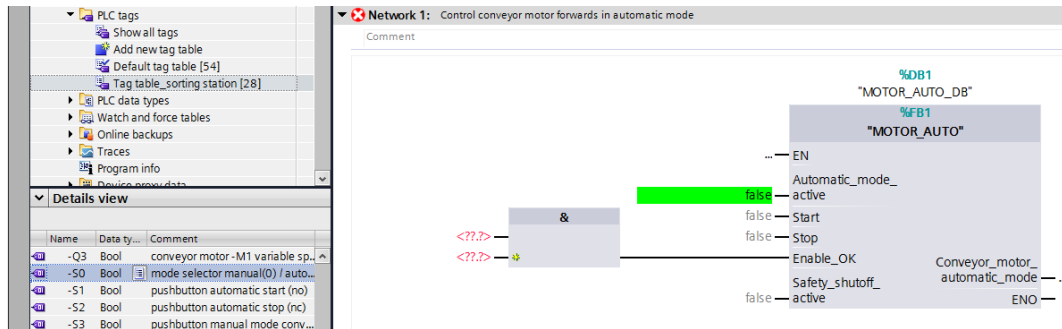 PLC tags
Show all tags
Add new tag table
Default tag table [54]
Tag table_sorting station [28]
PLC data types
Watch and force tables
Online backups
Traces
Program info
Device proxy data
Details view
Name Data ty... Comment
-Q3 Bool conveyor motor -M1 variable sp..
-S0 Bool mode selector manual(0) / auto...
-S1 Bool pushbutton automatic start (no)
-S2 Bool pushbutton automatic stop (nc)
-S3 Bool pushbutton manual mode conv...
Network 1: Control conveyor motor forwards in automatic mode
Comment
%DB1
"MOTOR_AUTO_DB"
%FB1
"MOTOR_AUTO"
... EN
Automatic_mode_
false active
& false Start
<??.?> false Stop
<??.?> Enable_OK
Conveyor_motor_
Safety_shutoff_ automatic_mode ...
false active ENO